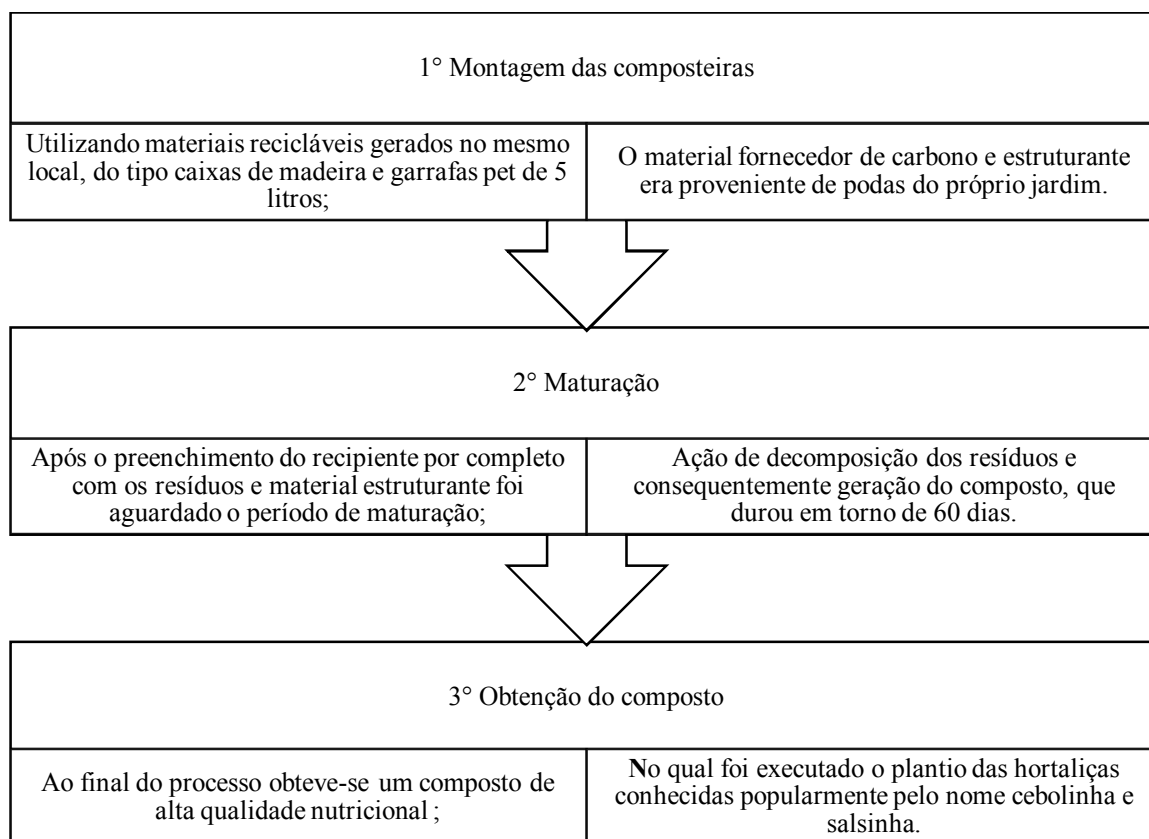 1° Montagem das composteiras
Utilizando materiais recicláveis gerados no mesmo
local, do tipo caixas de madeira e garrafas pet de 5
litros;
O material fornecedor de carbono e estruturante
era proveniente de podas do próprio jardim.
2° Maturação
Após o preenchimento do recipiente por completo
com os resíduos e material estruturante foi
aguardado o período de maturação;
Ação de decomposição dos resíduos e
consequentemente geração do composto, que
durou em torno de 60 dias.
3° Obtenção do composto
Ao final do processo obteve-se um composto de
alta qualidade nutricional ;
No qual foi executado o plantio das hortaliças
conhecidas popularmente pelo nome cebolinha e
salsinha.